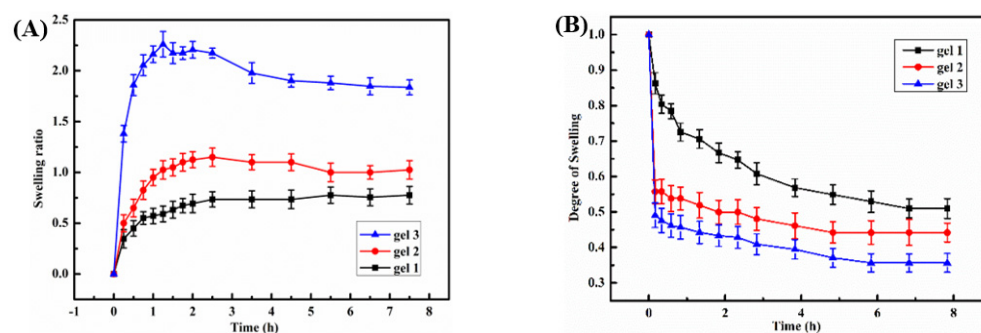 (A)
2.5
2.0
1.5
1.0
0.5
0.0
Swelling ratio
gel 3
gel 2
gel 1
-1 0 1 2 3 4 5 6 7 8 9
Time (h)
(B)
1.0
0.9
0.8
0.7
0.6
0.5
0.4
0.3
Degree of Swelling
gel 1
gel 2
gel 3
0 2 4 6 8
Time (h)